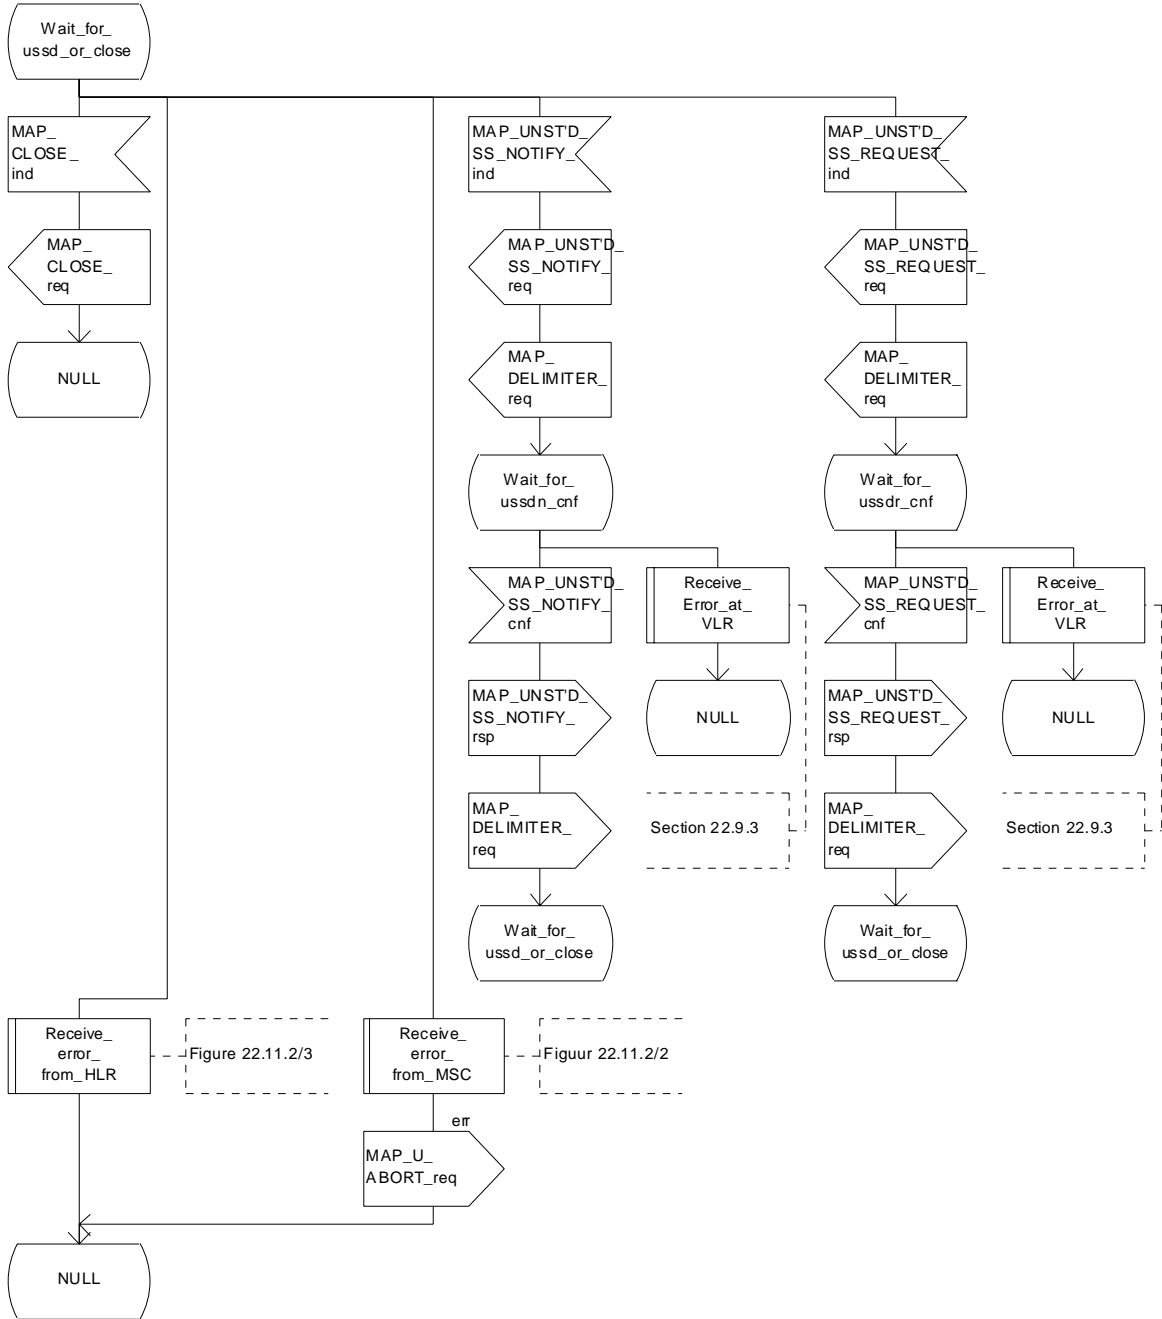 Wait_for_
ussd_or_close
MAP_
CLOSE_
ind
MAP_UNST'D_
SS_NOTIFY_
ind
MAP_UNST'D_
SS_REQUEST_
ind
MAP_
CLOSE_
req
MAP_UNST'D_
SS_NOTIFY_
req
MAP_UNST'D_
SS_REQUEST_
req
NULL
MAP_
DELIMITER_
req
MAP_
DELIMITER_
req
Wait_for_
ussdn_cnf
Wait_for_
ussdr_cnf
MAP_UNST'D_
SS_NOTIFY_
cnf
Receive_
Error_at_
VLR
MAP_UNST'D_
SS_REQUEST_
cnf
Receive_
Error_at_
VLR
MAP_UNST'D_
SS_NOTIFY_
rsp
NULL
MAP_UNST'D_
SS_REQUEST_
rsp
NULL
MAP_
DELIMITER_
req
Section 22.9.3
MAP_
DELIMITER_
req
Section 22.9.3
Wait_for_
ussd_or_close
Wait_for_
ussd_or_close
Receive_
error_
from_HLR
Figure 22.11.2/3
Receive_
error_
from_MSC
Figuur 22.11.2/2
err
MAP_U_
ABORT_req
NULL